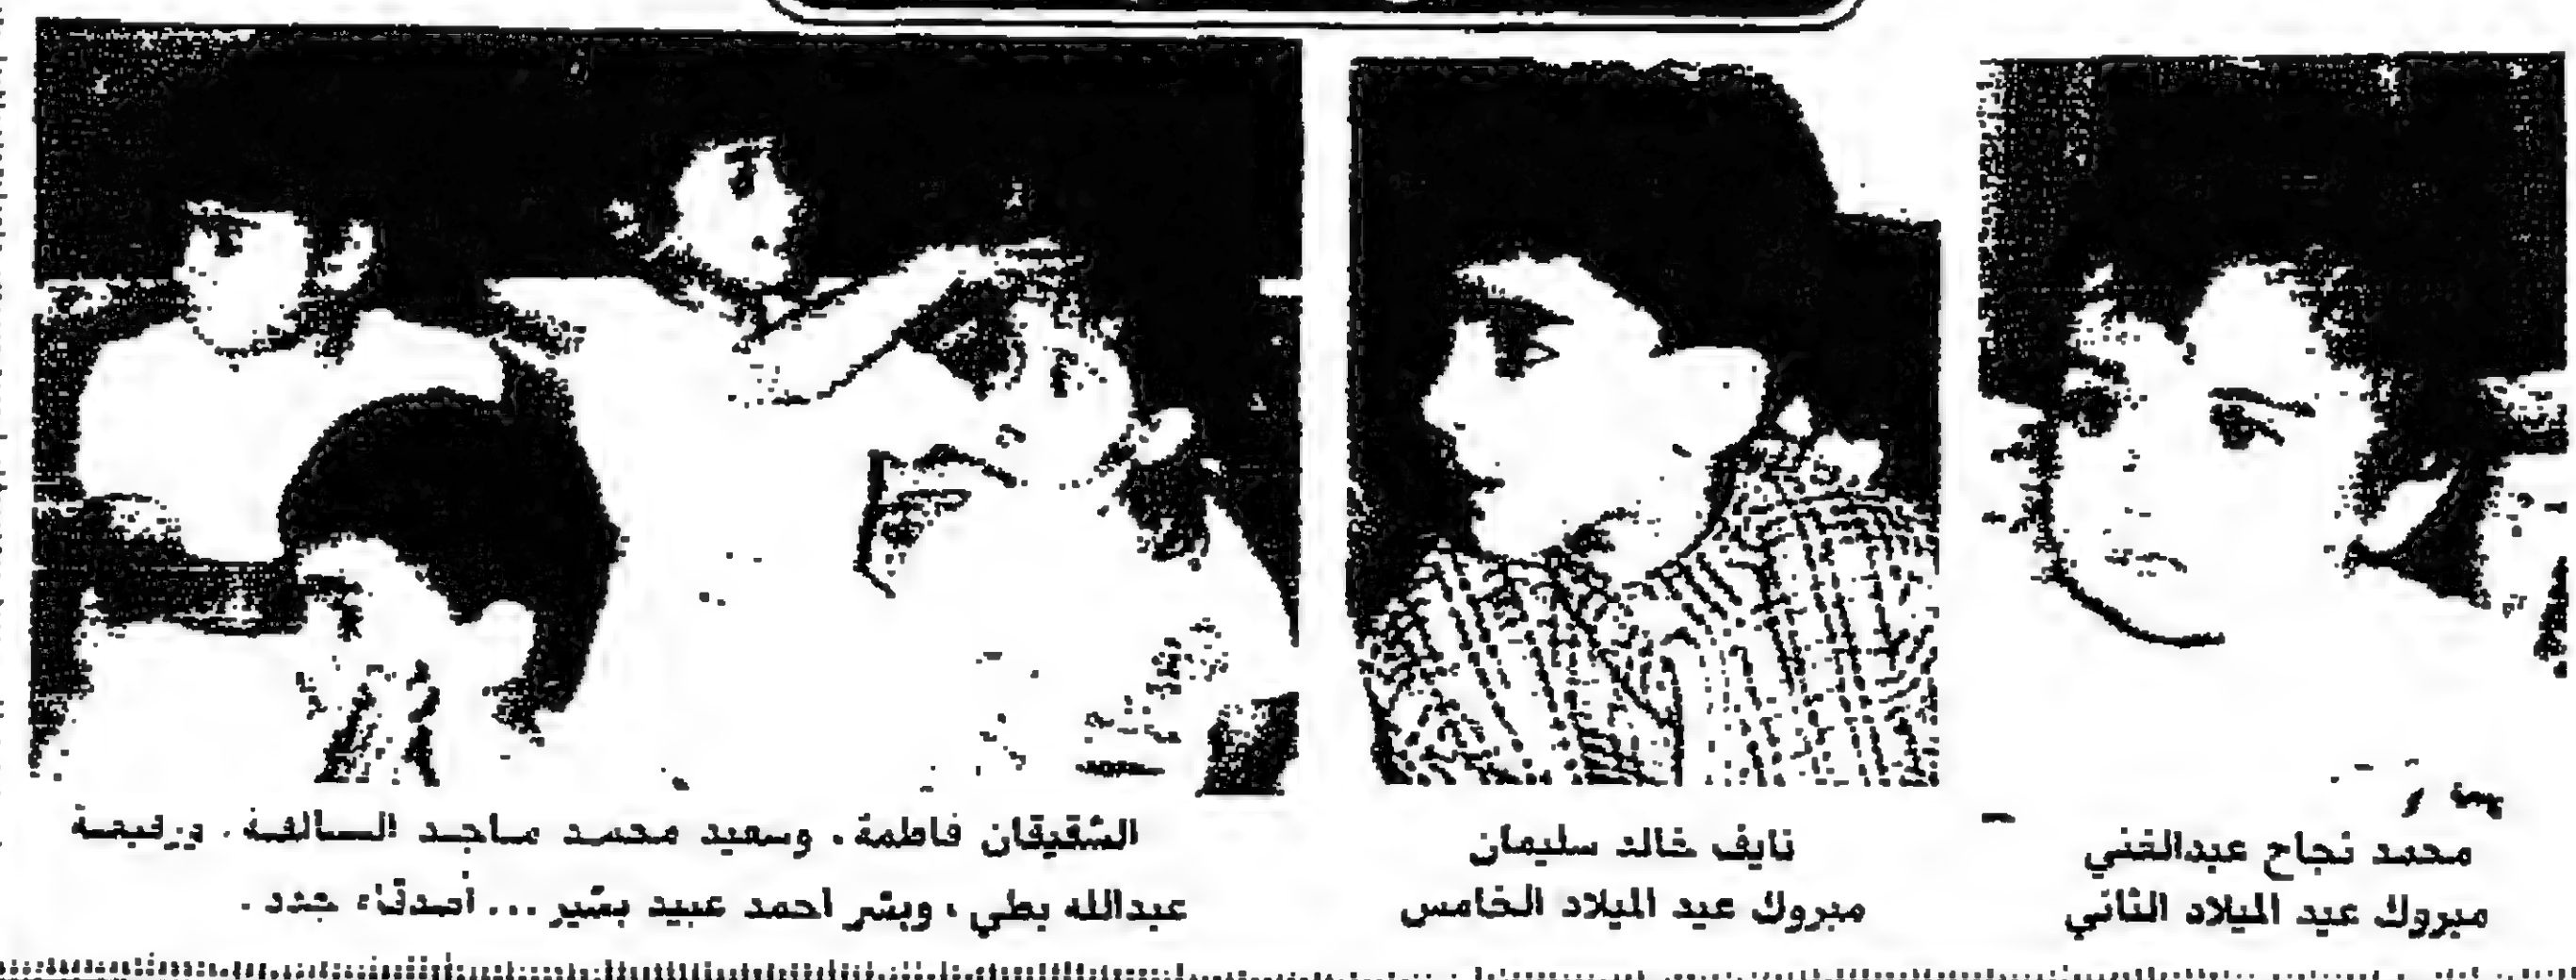 محمد نجاح عبدالغني
مبروك عيد الميلاد الثاني
نايف خالد سليمان
مبروك عيد الميلاد الخامس
الشقيقان فاطمة، وسعيد محمد ماجد السالفة،
عبدالله بطي، وبشر احمد عبيد بشير ... أصدقاء جدد.